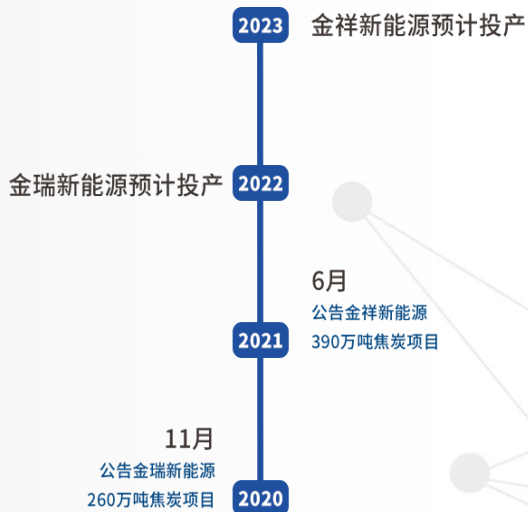 2023
金祥新能源预计投产
金瑞新能源预计投产
2022
6月
公告金祥新能源
390万吨焦炭项目
2021
11月
公告金瑞新能源
260万吨焦炭项目
2020